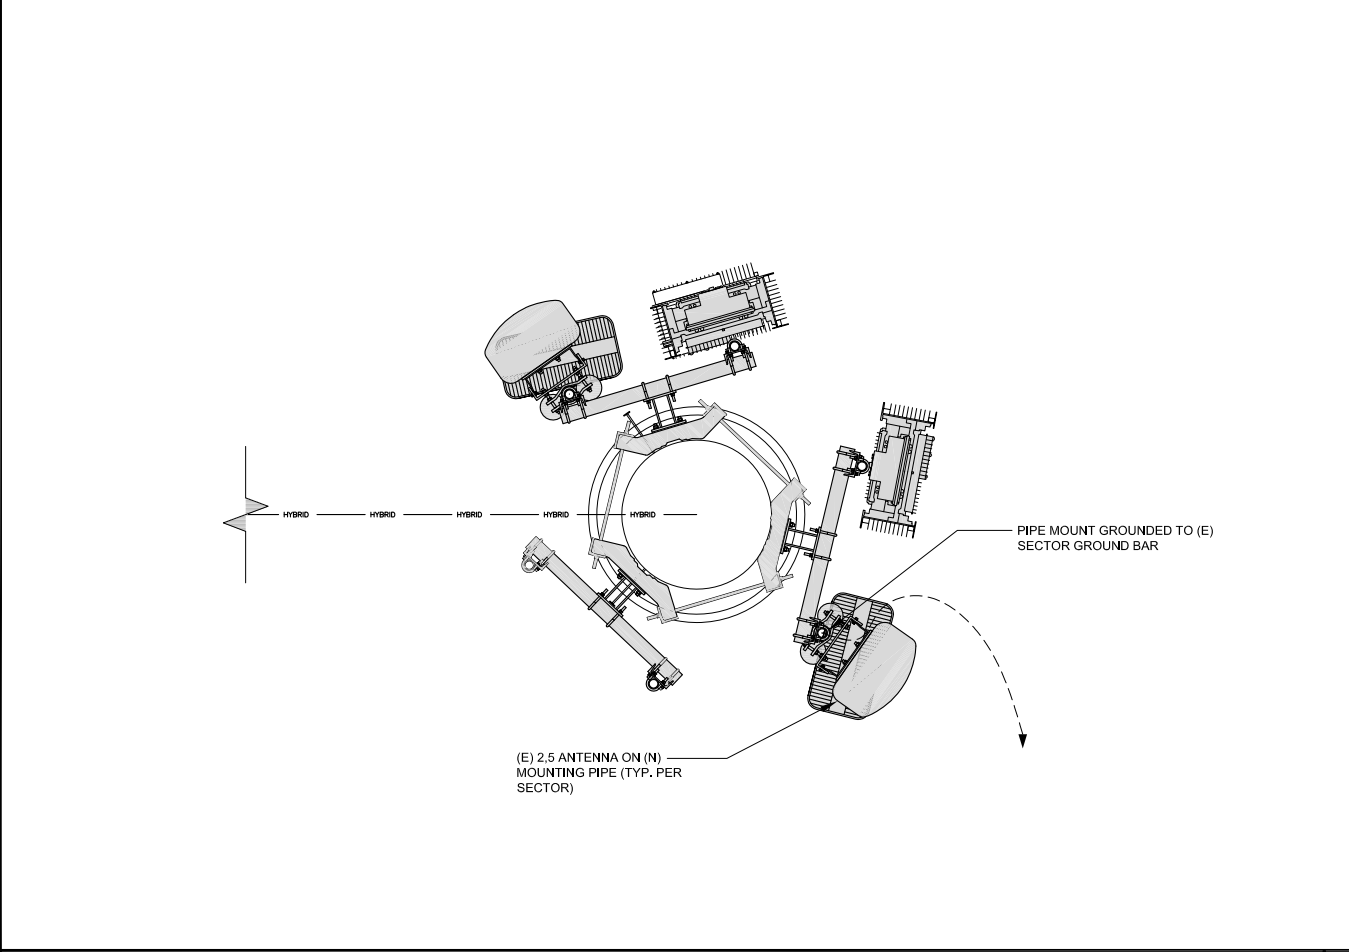 HYBRID HYBRID HYBRID HYBRID HYBRID
PIPE MOUNT GROUNDED TO (E)
SECTOR GROUND BAR
(E) 2,5 ANTENNA ON (N)
MOUNTING PIPE (TYP. PER
SECTOR)